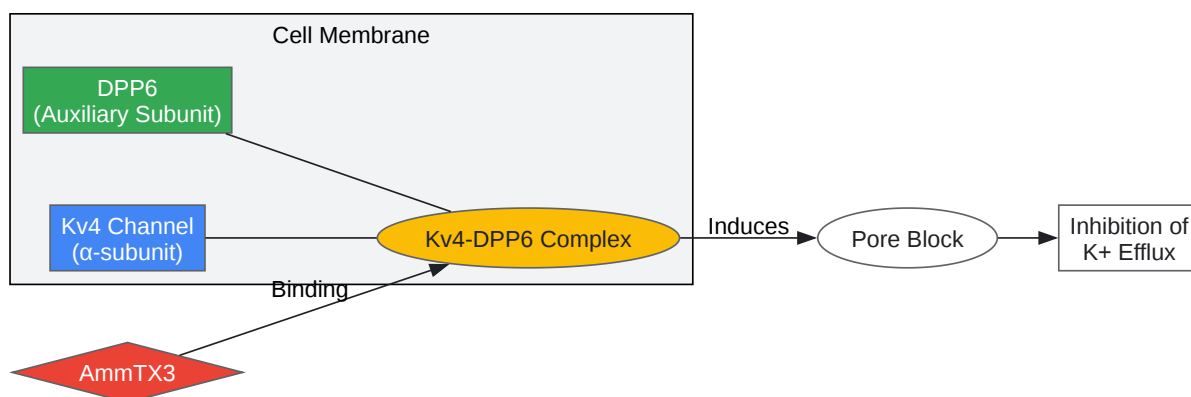 Cell Membrane
DPP6
(Auxiliary Subunit)
Kv4 Channel
(α-subunit)
Kv4-DPP6 Complex
Induces
Pore Block
Inhibition of
K+ Efflux
Binding
AmmTX3